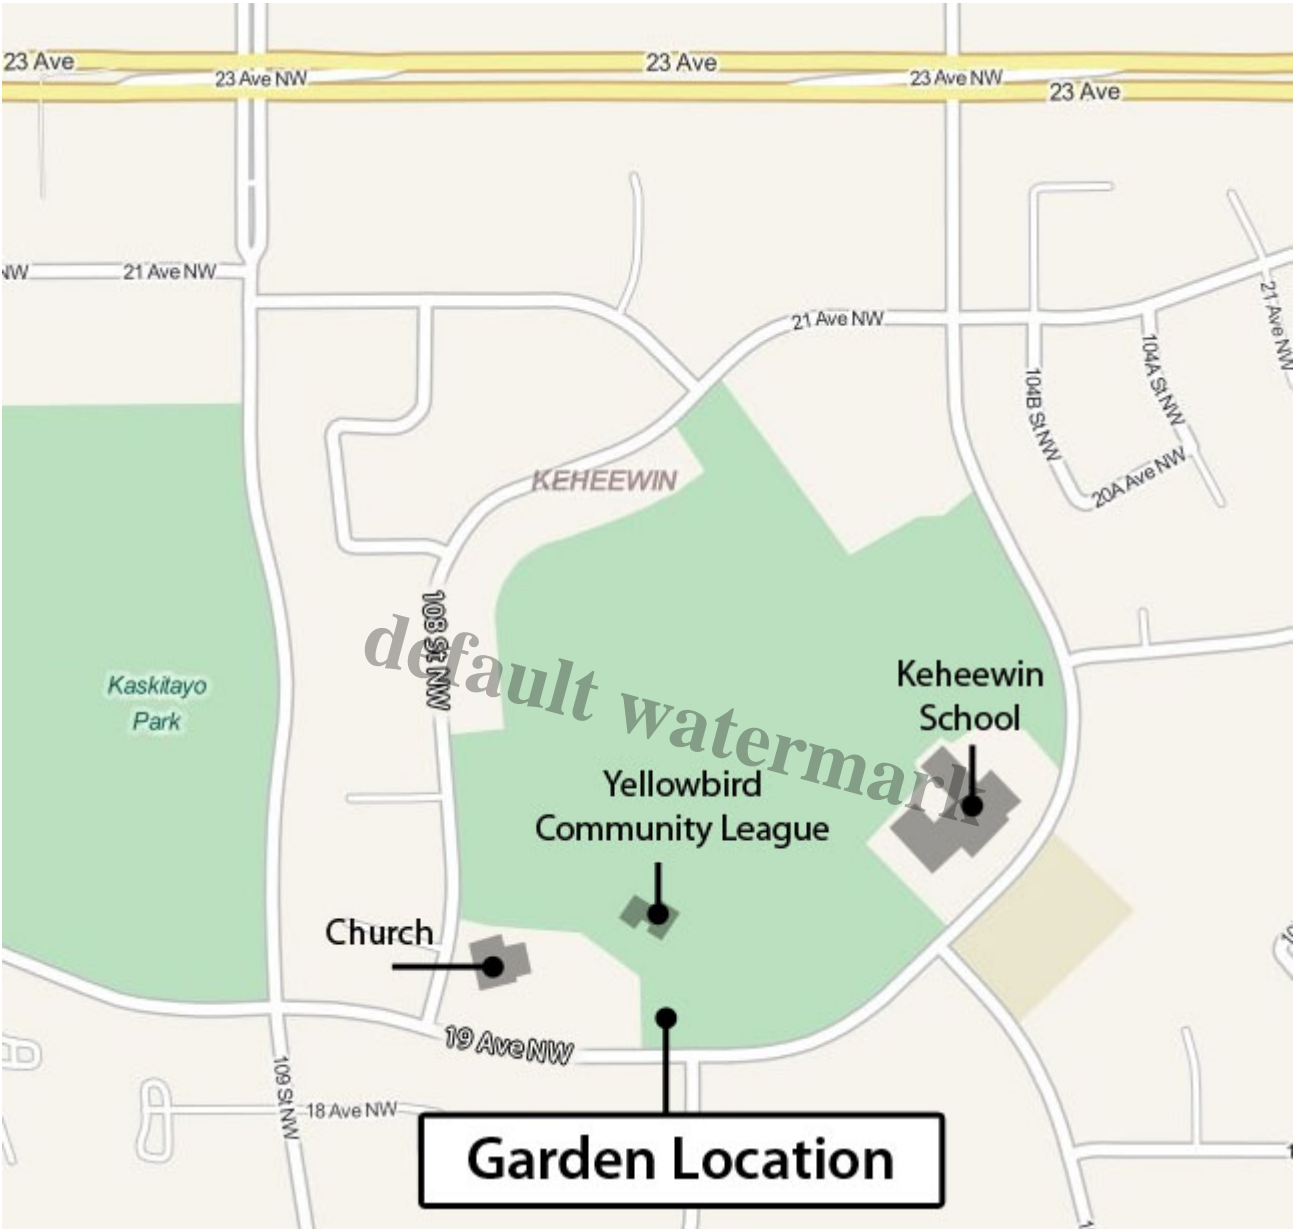 23 Ave
23 Ave
23 Ave NW
23 Ave NW
23 Ave
21 Ave NW
NW
21 Ave NW
21 Ave NW
104B St NW
104A St NW
20A Ave NW
KEHEEWIN
108 St NW
default watermark
Kaskitayo
Park
Keheewin
School
Yellowbird
Community League
Church
19 Ave NW
109 St NW
18 Ave NW
Garden Location